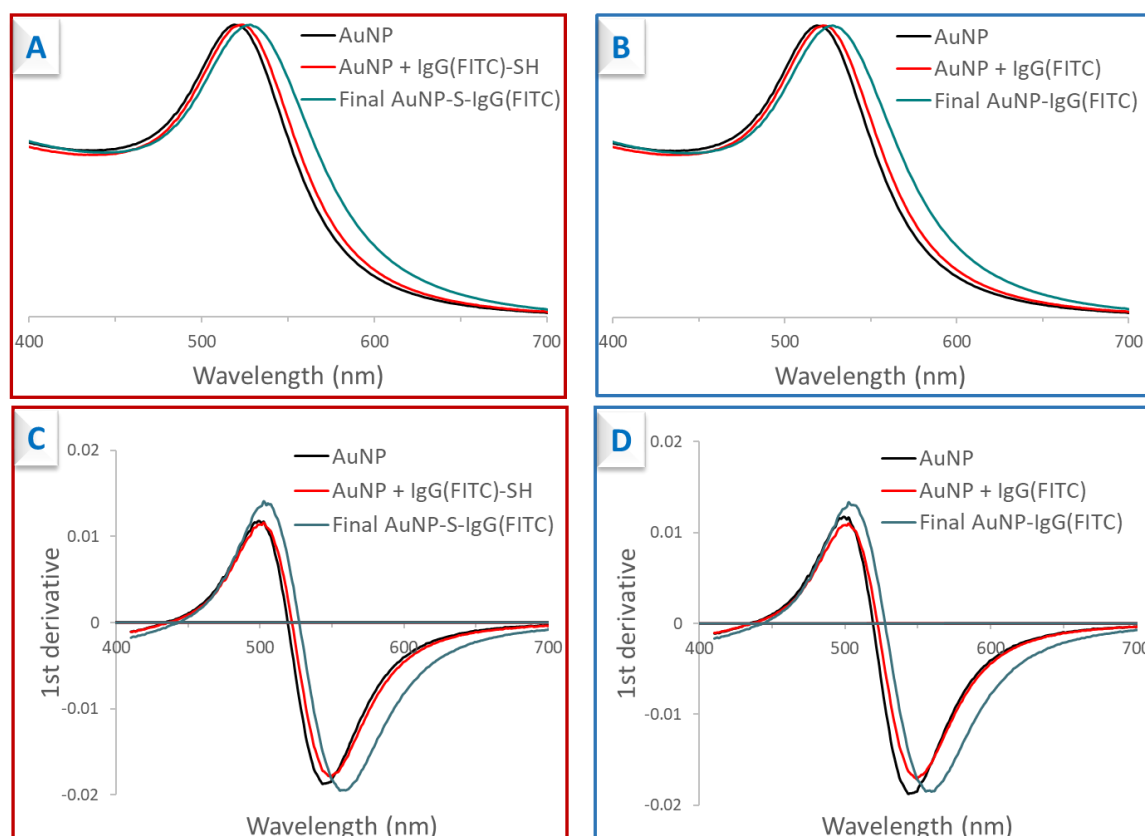 A
AuNP
AuNP + IgG(FITC)-SH
Final AuNP-S-IgG(FITC)
400 500 600 700
Wavelength (nm)
B
AuNP
AuNP + IgG(FITC)
Final AuNP-IgG(FITC)
400 500 600 700
Wavelength (nm)
C
0.02
0.01
0
-0.01
-0.02
1st derivative
AuNP
AuNP + IgG(FITC)-SH
Final AuNP-S-IgG(FITC)
400 500 600 700
Wavelength (nm)
D
0.02
0.01
0
-0.01
-0.02
1st derivative
AuNP
AuNP + IgG(FITC)
Final AuNP-IgG(FITC)
400 500 600 700
Wavelength (nm)